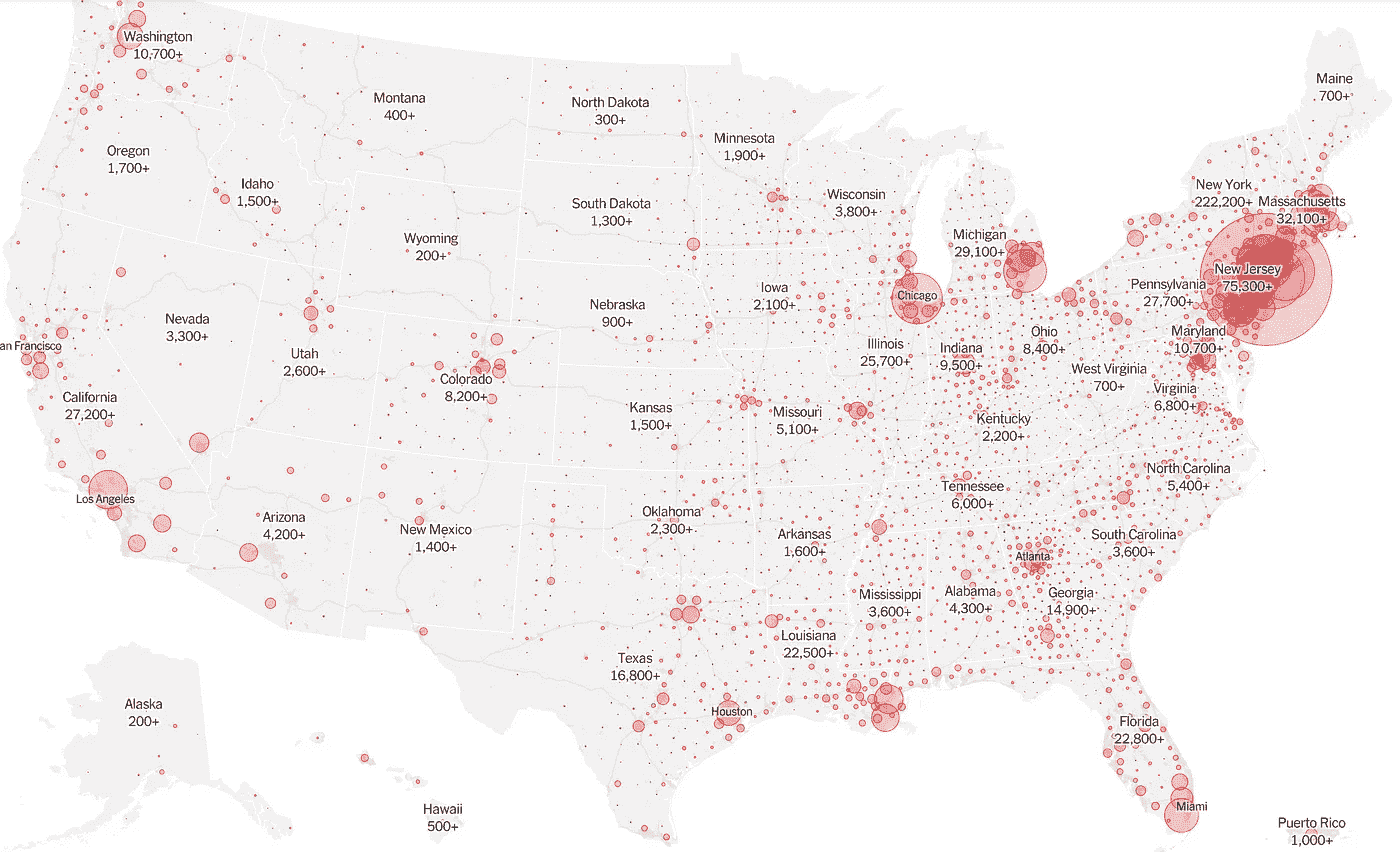 Washington
10,700+
Maine
700+
Montana
400+
North Dakota
300+
Minnesota
1,900+
Oregon
1,700+
Idaho
1,500+
South Dakota
1,300+
Wisconsin
3,800+
New York
222,200+
Massachusetts
32,100+
Wyoming
200+
Michigan
29,100+
New Jersey
75,300+
Pennsylvania
27,700+
Iowa
2,100+
Chicago
Nebraska
900+
Nevada
3,300+
Ohio
8,400+
Maryland
10,700+
an Francisco
Utah
2,600+
Illinois
25,700+
Indiana
9,500+
West Virginia
700+
Colorado
8,200+
Virginia
6,800+
California
27,200+
Kansas
1,500+
Missouri
5,100+
Kentucky
2,200+
North Carolina
5,400+
Los Angeles
Tennessee
6,000+
Arizona
4,200+
New Mexico
1,400+
Oklahoma
2,300+
Arkansas
1,600+
South Carolina
3,600+
Atlanta
Mississippi
3,600+
Alabama
4,300+
Georgia
14,900+
Louisiana
22,500+
Texas
16,800+
Alaska
200+
Houston
Florida
22,800+
Miami
Hawaii
500+
Puerto Rico
1,000+